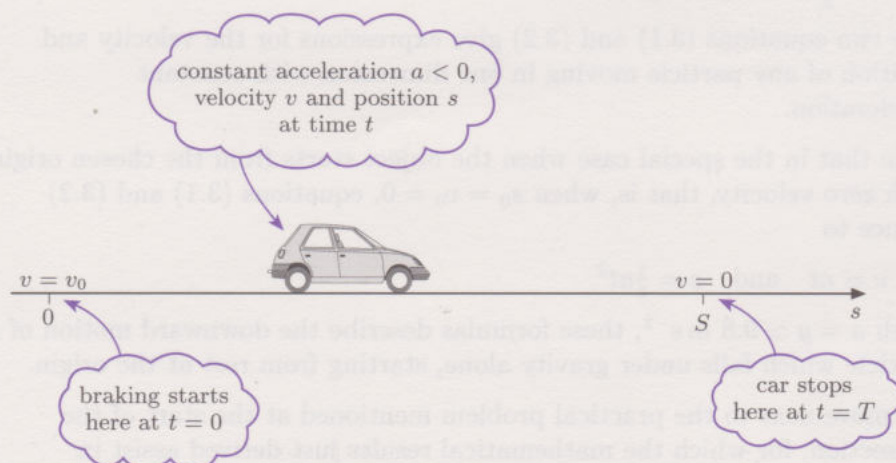 constant acceleration a < 0,
velocity v and position s
at time t
v = v₀
v = 0
0
S
s
braking starts
here at t = 0
car stops
here at t = T